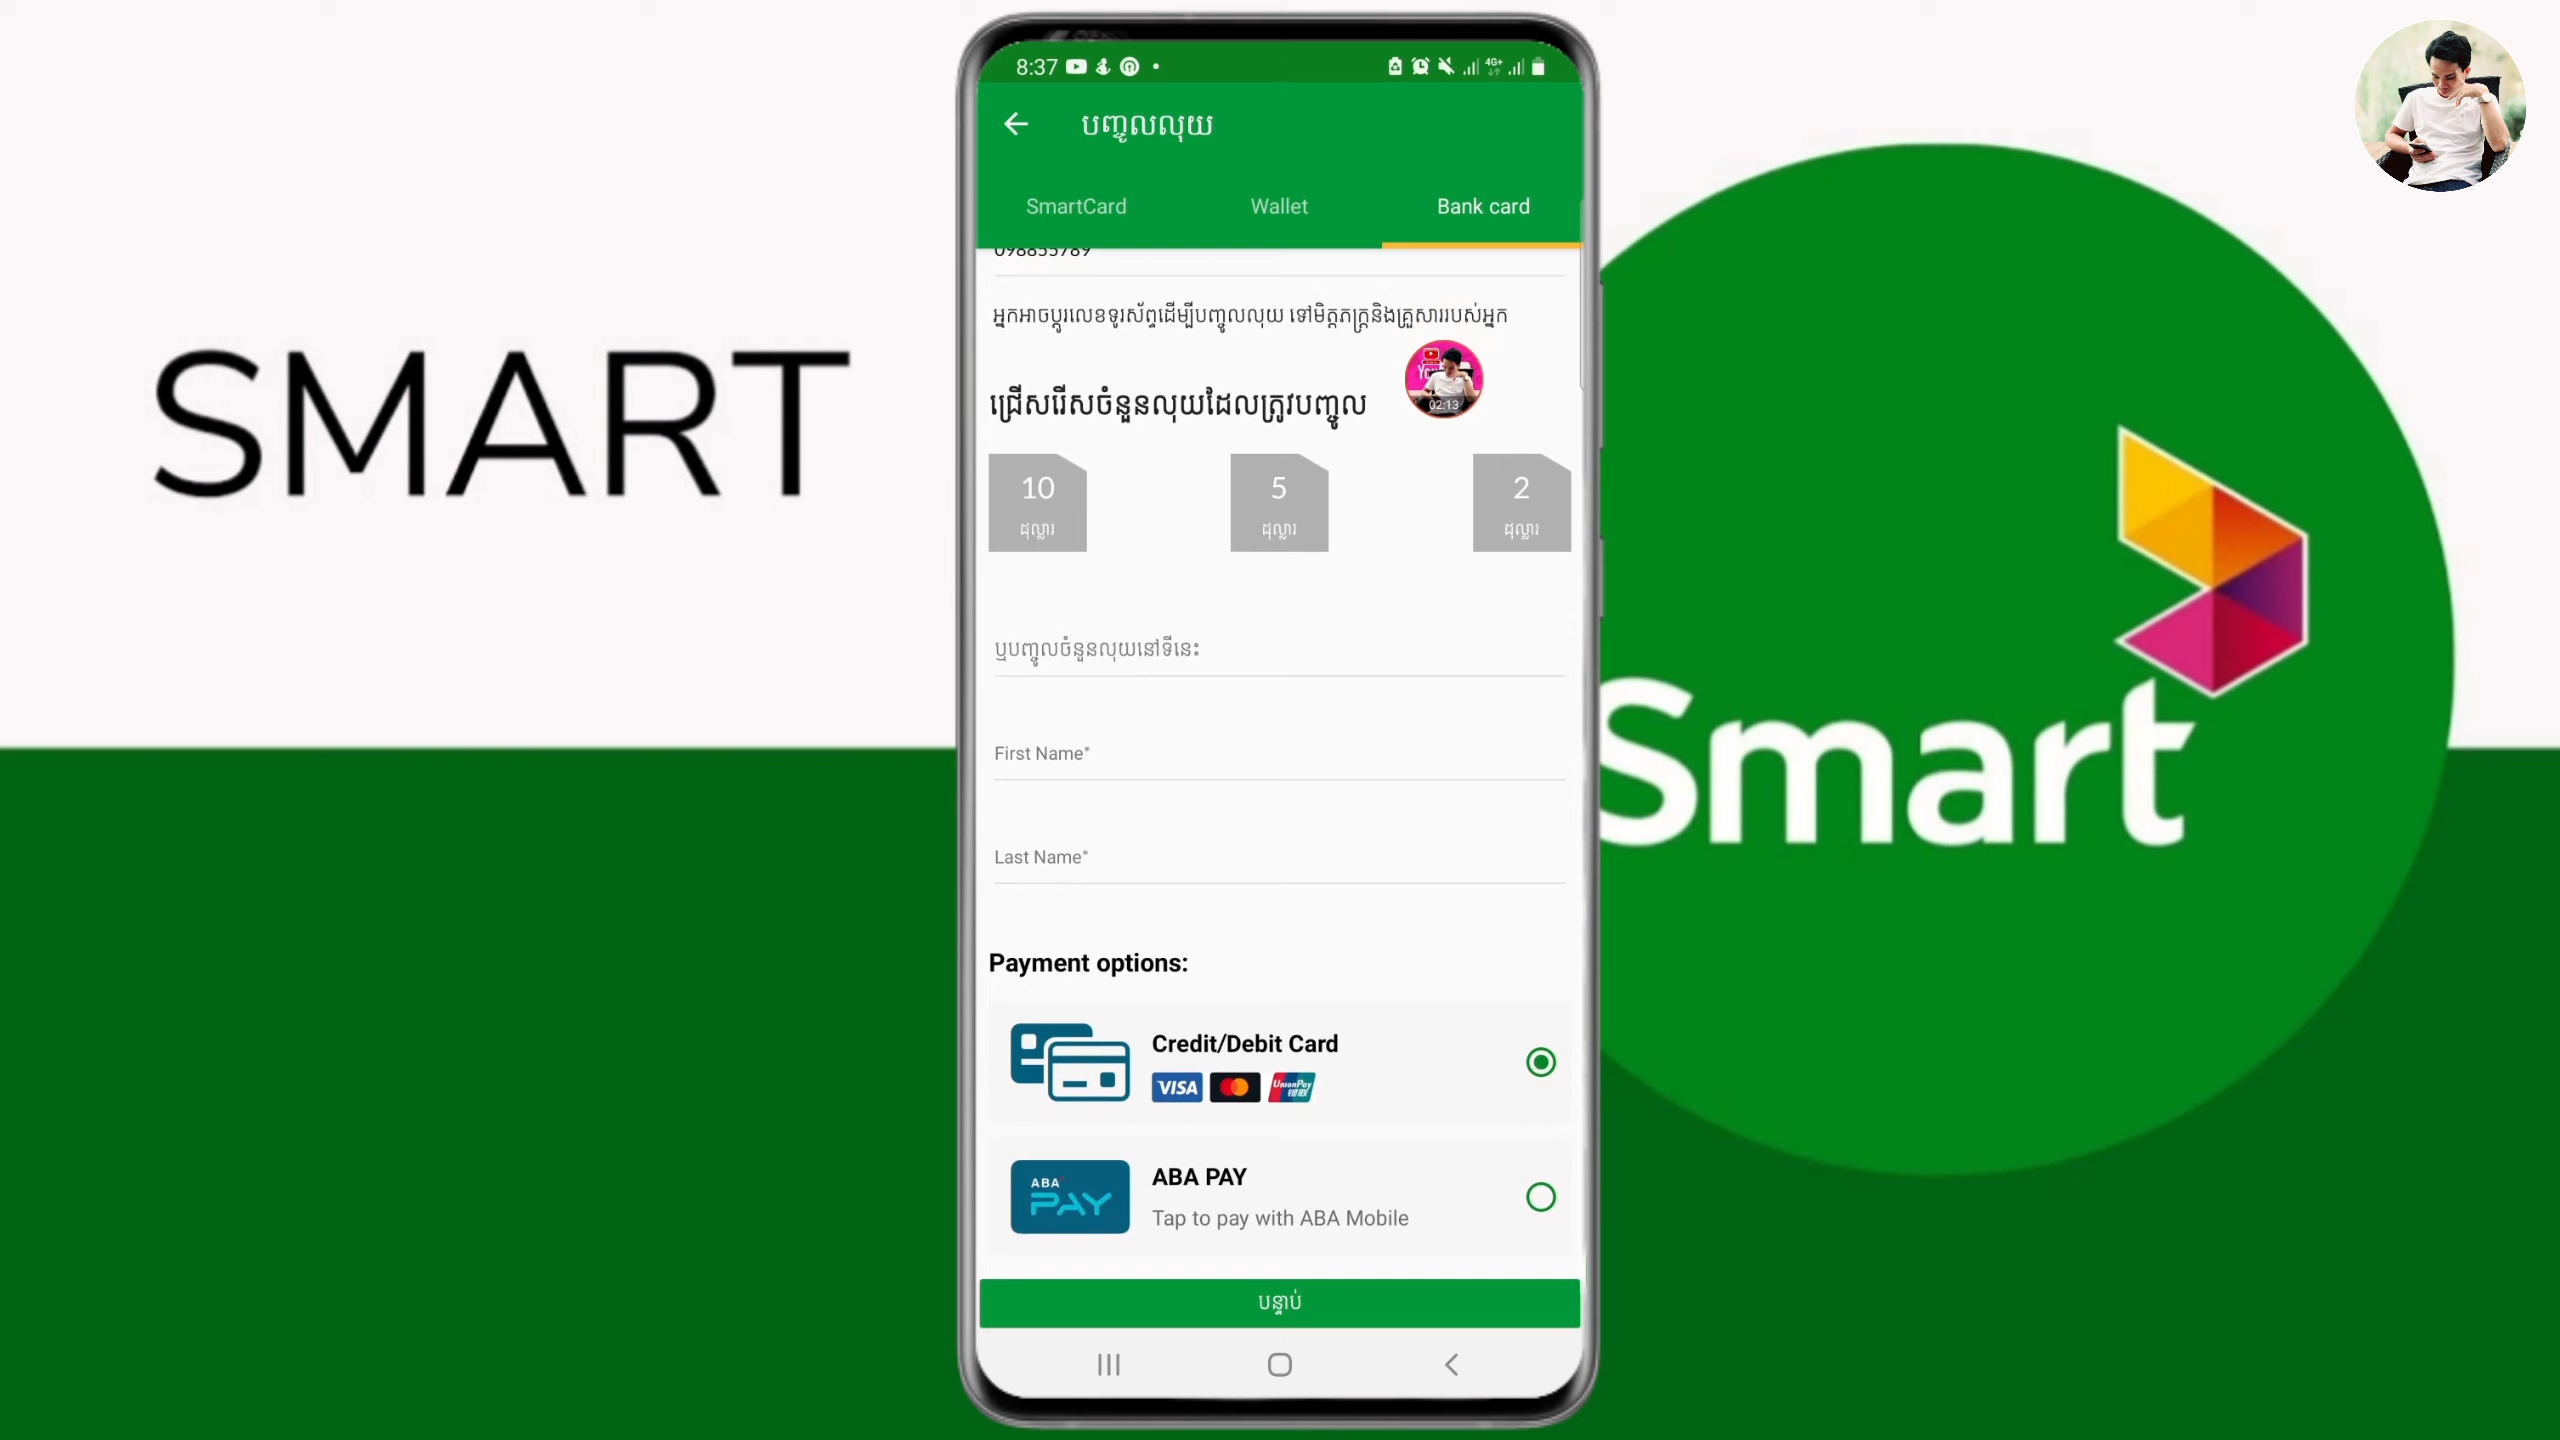 SMART
8:37
4G+
បញ្ចូលលុយ
SmartCard
Wallet
Bank card
098855789
អ្នកអាចប្តូរលេខទូរស័ព្ទដើម្បីបញ្ចូលលុយ ទៅមិត្តភក្ត្រនិងគ្រួសាររបស់អ្នក
02:13
ជ្រើសរើសចំនួនលុយដែលត្រូវបញ្ចូល
10
ដុល្លារ
5
ដុល្លារ
2
ដុល្លារ
ឬបញ្ចូលចំនួនលុយនៅទីនេះ
First Name*
Last Name*
Payment options:
Credit/Debit Card
VISA
UnionPay
银联
ABA PAY
ABA
PAY
Tap to pay with ABA Mobile
បន្ទាប់
Smart